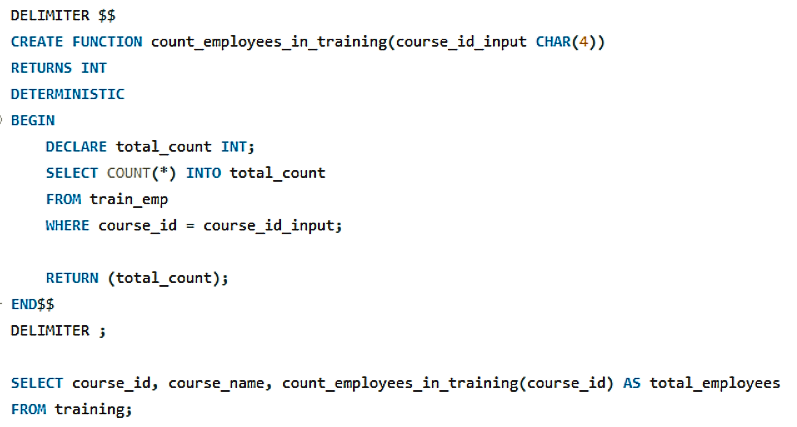 DELIMITER $$
CREATE FUNCTION count_employees_in_training(course_id_input CHAR(4))
RETURNS INT
DETERMINISTIC
BEGIN
    DECLARE total_count INT;
    SELECT COUNT(*) INTO total_count
    FROM train_emp
    WHERE course_id = course_id_input;

    RETURN (total_count);
END$$
DELIMITER ;

SELECT course_id, course_name, count_employees_in_training(course_id) AS total_employees
FROM training;